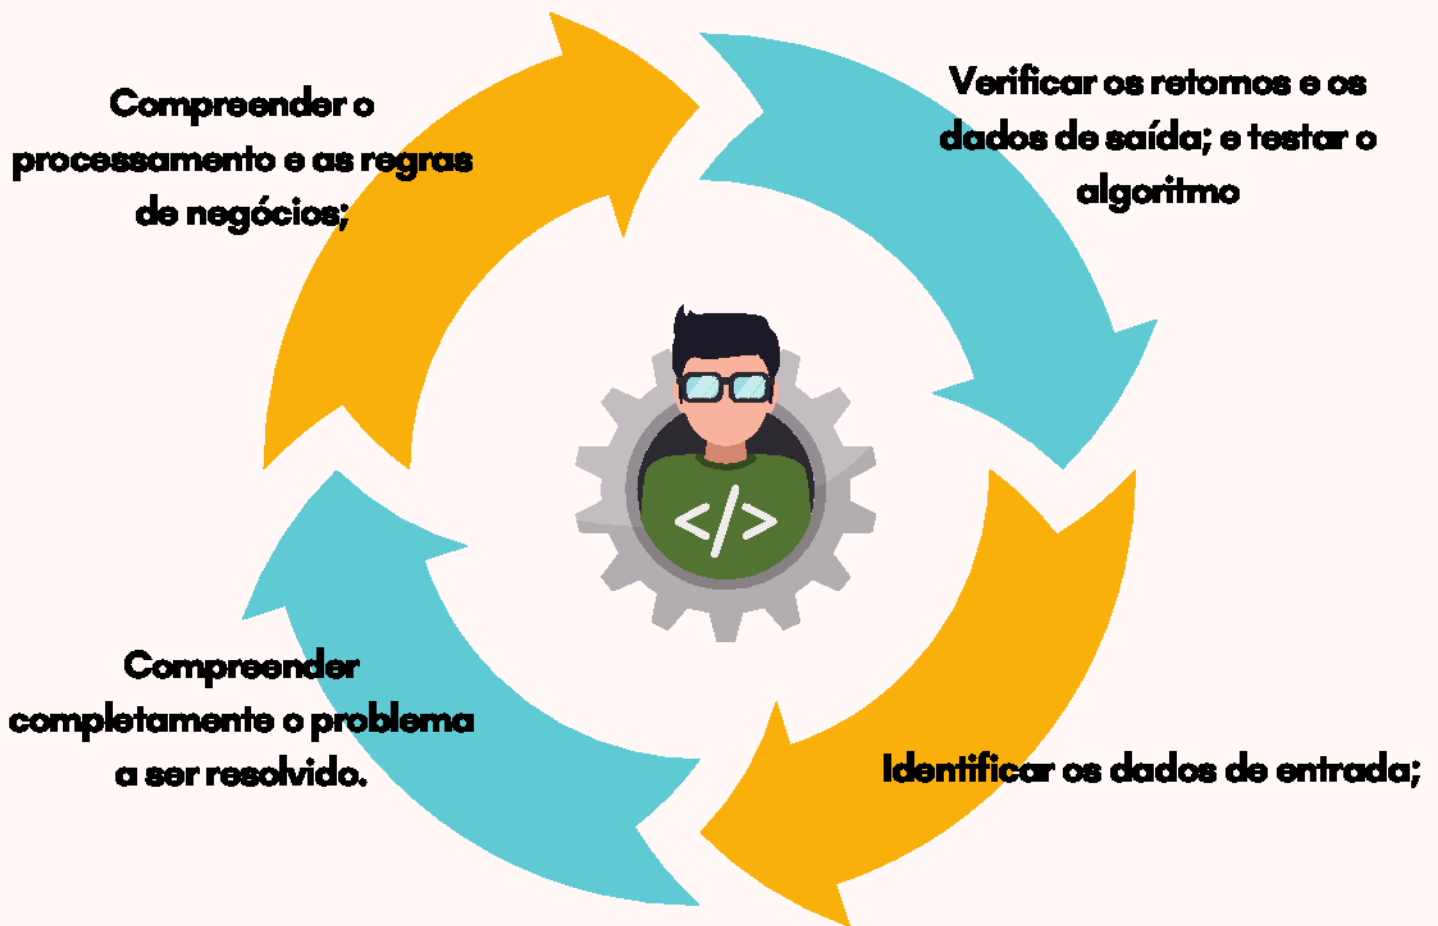 Compreender o
processamento e as regras
de negócios;
Verificar os retornos e os
dados de saída; e testar o
algoritmo
</>
Compreender
completamente o problema
a ser resolvido.
Identificar os dados de entrada;